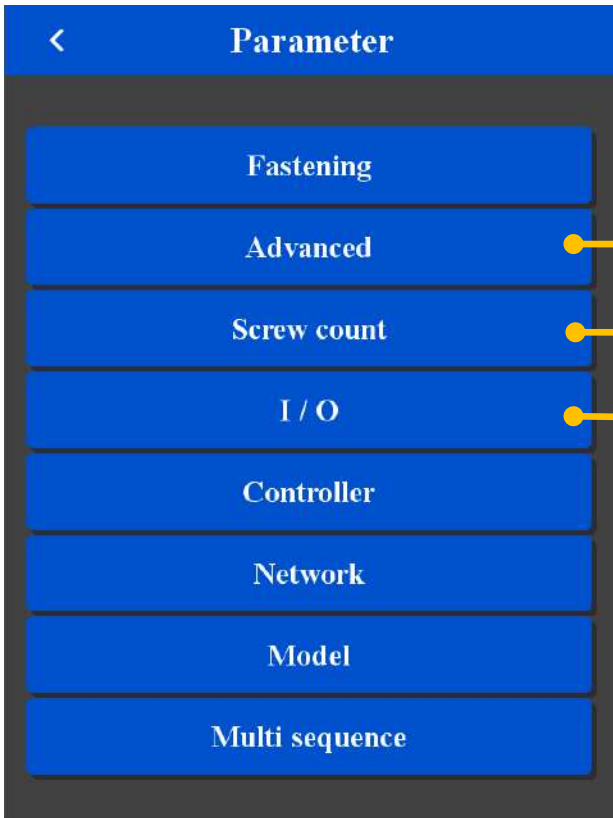 Parameter
Fastening
Advanced
Screw count
I / O
Controller
Network
Model
Multi sequence